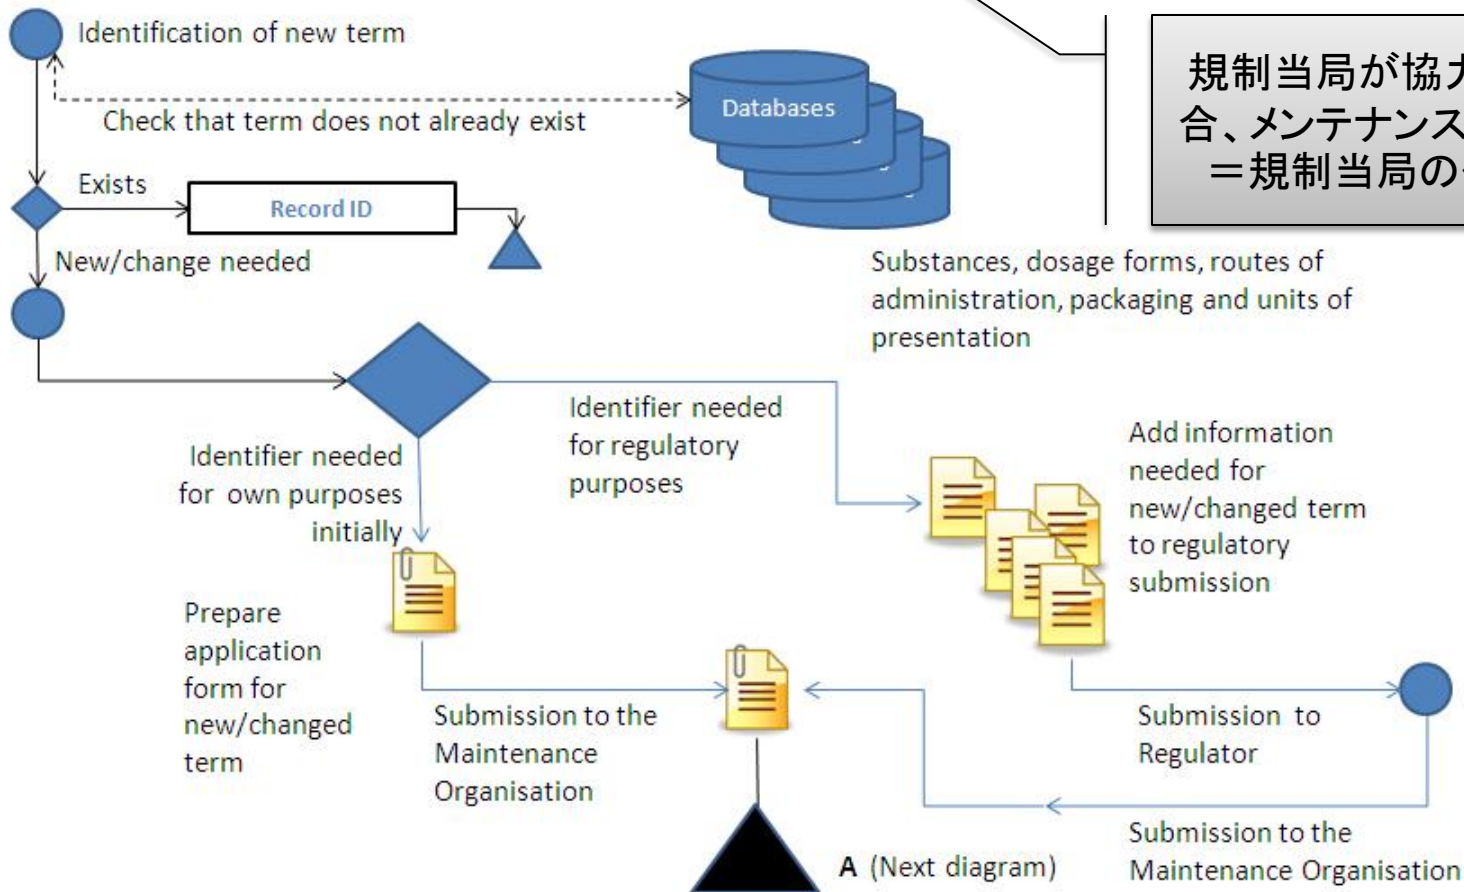 Identification of new term
Check that term does not already exist
Databases
規制当局が協力
合、メンテナンス
＝規制当局の
Exists
Record ID
New/change needed
Substances, dosage forms, routes of
administration, packaging and units of
presentation
Identifier needed
for own purposes
initially
Identifier needed
for regulatory
purposes
Add information
needed for
new/changed term
to regulatory
submission
Prepare
application
form for
new/changed
term
Submission to the
Maintenance
Organisation
Submission to
Regulator
Submission to the
Maintenance Organisation
A (Next diagram)